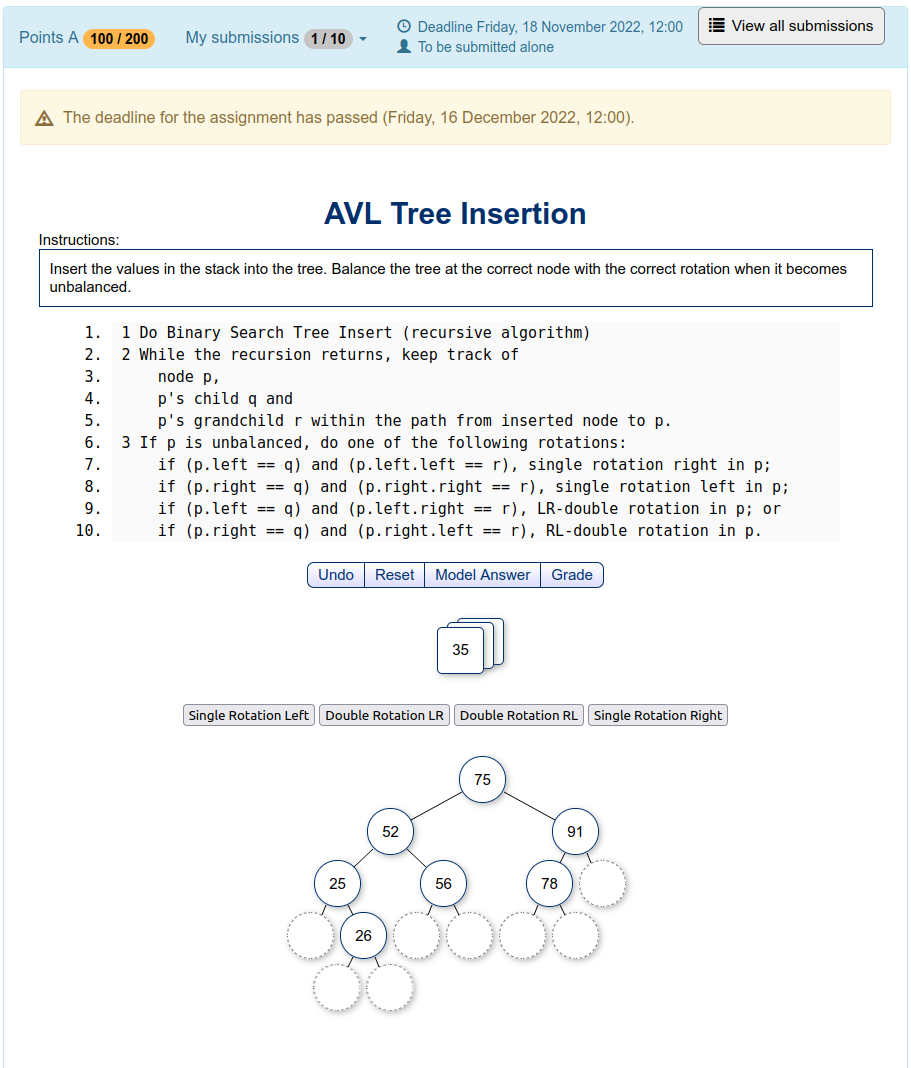 Points A 100 / 200 My submissions 1 / 10 Deadline Friday, 18 November 2022, 12:00 View all submissions
To be submitted alone
The deadline for the assignment has passed (Friday, 16 December 2022, 12:00).
AVL Tree Insertion
Instructions:
Insert the values in the stack into the tree. Balance the tree at the correct node with the correct rotation when it becomes
unbalanced.
1. 1 Do Binary Search Tree Insert (recursive algorithm)
2. 2 While the recursion returns, keep track of
3. node p,
4. p's child q and
5. p's grandchild r within the path from inserted node to p.
6. 3 If p is unbalanced, do one of the following rotations:
7. if (p.left == q) and (p.left.left == r), single rotation right in p;
8. if (p.right == q) and (p.right.right == r), single rotation left in p;
9. if (p.left == q) and (p.left.right == r), LR-double rotation in p; or
10. if (p.right == q) and (p.right.left == r), RL-double rotation in p.
Undo Reset Model Answer Grade
35
Single Rotation Left Double Rotation LR Double Rotation RL Single Rotation Right
75
52 91
25 56 78
26